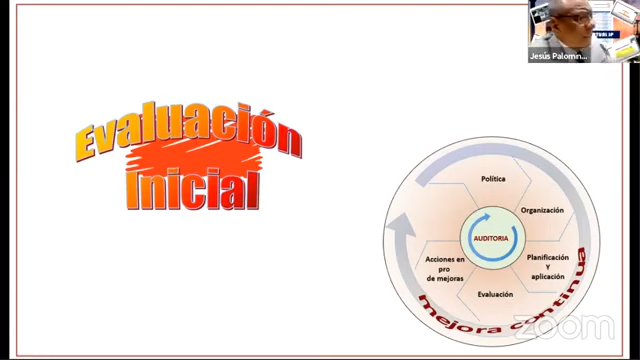 Jesús Palomin...
Evaluación
Inicial
Política
Organización
AUDITORIA
Planificación
Y
aplicación
Acciones en
pro
de mejoras
Evaluación
mejora continua
zoom